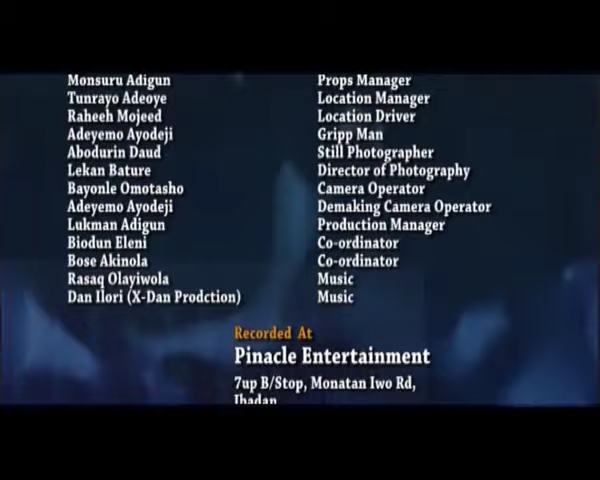 Monsuru Adigun Props Manager
Tunrayo Adeoye Location Manager
Raheeh Mojeed Location Driver
Adeyemo Ayodeji Gripp Man
Abodurin Daud Still Photographer
Lekan Bature Director of Photography
Bayonle Omotasho Camera Operator
Adeyemo Ayodeji Demaking Camera Operator
Lukman Adigun Production Manager
Biodun Eleni Co-ordinator
Bose Akinola Co-ordinator
Rasaq Olayiwola Music
Dan Ilori (X-Dan Prodction) Music
Recorded At
Pinacle Entertainment
7up B/Stop, Monatan Iwo Rd,
Ibadan